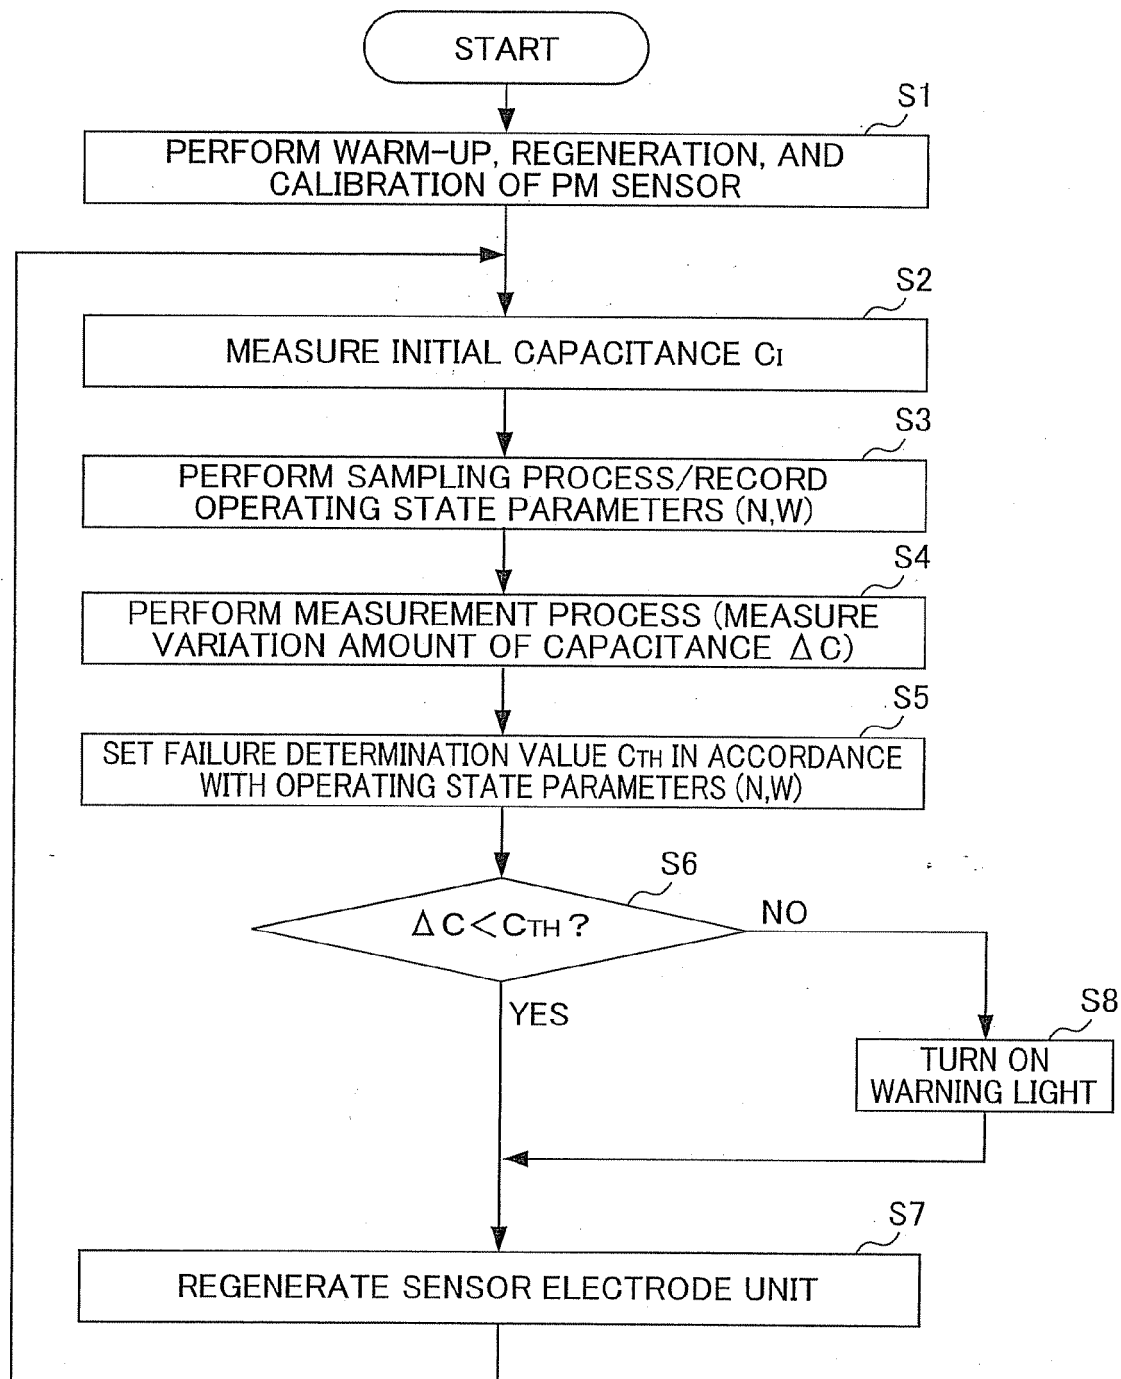 START
S1
PERFORM WARM-UP, REGENERATION, AND
CALIBRATION OF PM SENSOR
S2
MEASURE INITIAL CAPACITANCE CI
S3
PERFORM SAMPLING PROCESS/RECORD
OPERATING STATE PARAMETERS (N,W)
S4
PERFORM MEASUREMENT PROCESS (MEASURE
VARIATION AMOUNT OF CAPACITANCE ΔC)
S5
SET FAILURE DETERMINATION VALUE CTH IN ACCORDANCE
WITH OPERATING STATE PARAMETERS (N,W)
S6
ΔC<CTH?
NO
YES
S8
TURN ON
WARNING LIGHT
S7
REGENERATE SENSOR ELECTRODE UNIT